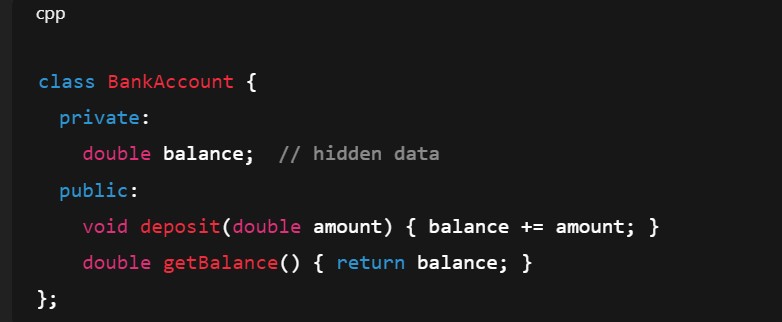 cpp
class BankAccount {
private:
double balance;  // hidden data
public:
void deposit(double amount) { balance += amount; }
double getBalance() { return balance; }
};